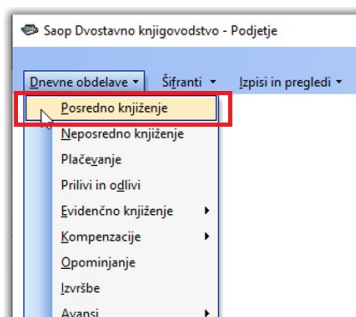 Saop Dvostavno knjigovodstvo - Podjetje
Dnevne obdelave Šifranti Izpisi in pregledi
Posredno knjiženje
Neposredno knjiženje
Plačevanje
Prilivi in odlivi
Evidenčno knjiženje
Kompenzacije
Opominjanje
Izvršbe
Avansi